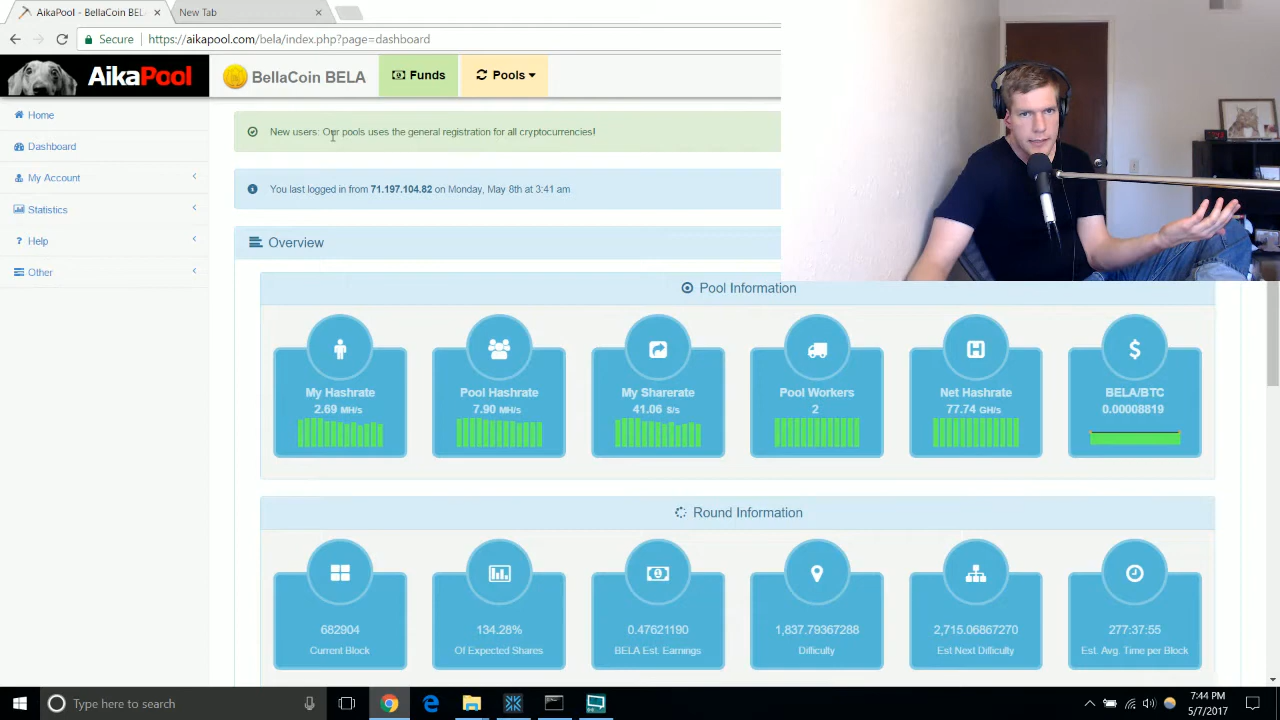 AikaPool - BellaCoin BEL
New Tab
Secure
https://aikapool.com/bela/index.php?page=dashboard
AikaPool
BellaCoin BELA
Funds
Pools
Home
Dashboard
My Account
Statistics
Help
Other
New users: Our pools uses the general registration for all cryptocurrencies!
You last logged in from 71.197.104.82 on Monday, May 8th at 3:41 am
Overview
Pool Information
My Hashrate
2.69 MH/s
Pool Hashrate
7.90 MH/s
My Sharerate
41.06 S/s
Pool Workers
2
Net Hashrate
77.74 GH/s
BELA/BTC
0.00008819
Round Information
682904
Current Block
134.28%
Of Expected Shares
0.47621190
BELA Est. Earnings
1,837.79367288
Difficulty
2,715.06867270
Est Next Difficulty
277:37:55
Est. Avg. Time per Block
Type here to search
7:44 PM
5/7/2017